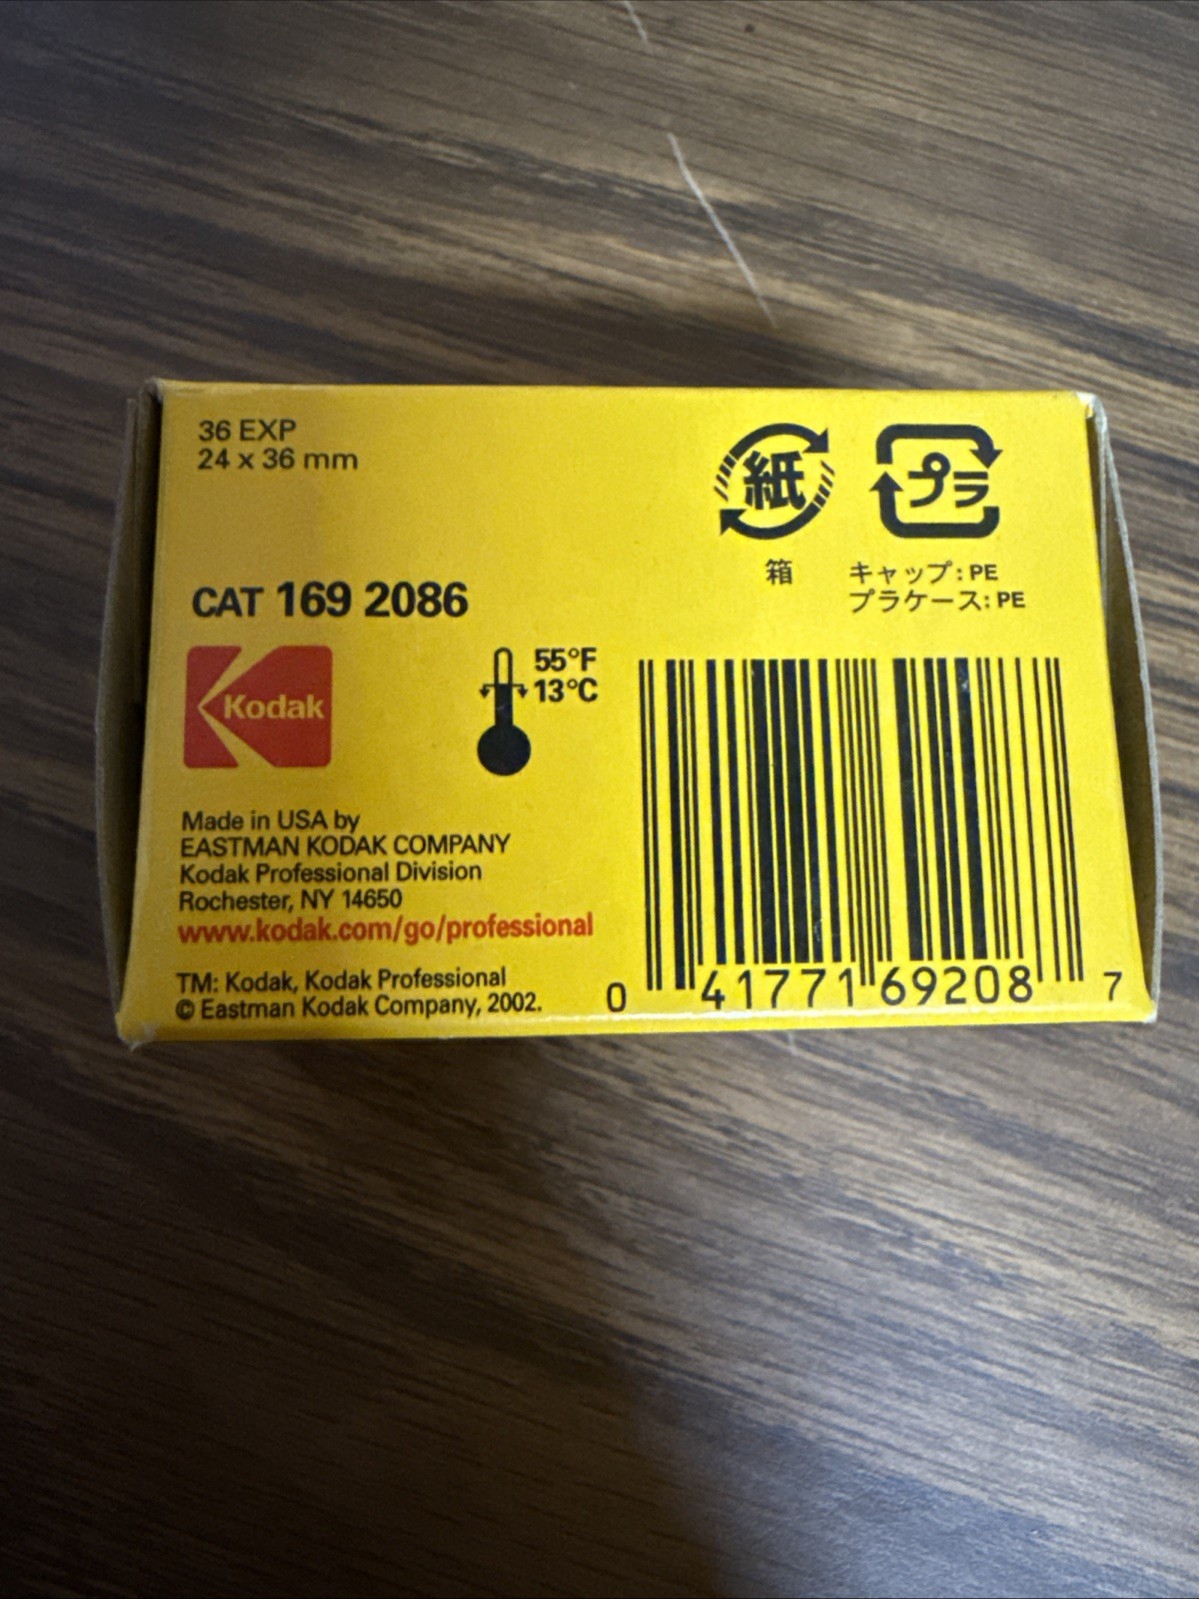 36 EXP
24 x 36 mm
紙
プラ
箱
キャップ: PE
プラケース: PE
CAT 169 2086
Kodak
55°F
13°C
Made in USA by
EASTMAN KODAK COMPANY
Kodak Professional Division
Rochester, NY 14650
www.kodak.com/go/professional
TM: Kodak, Kodak Professional
© Eastman Kodak Company, 2002.
0 41771 69208 7